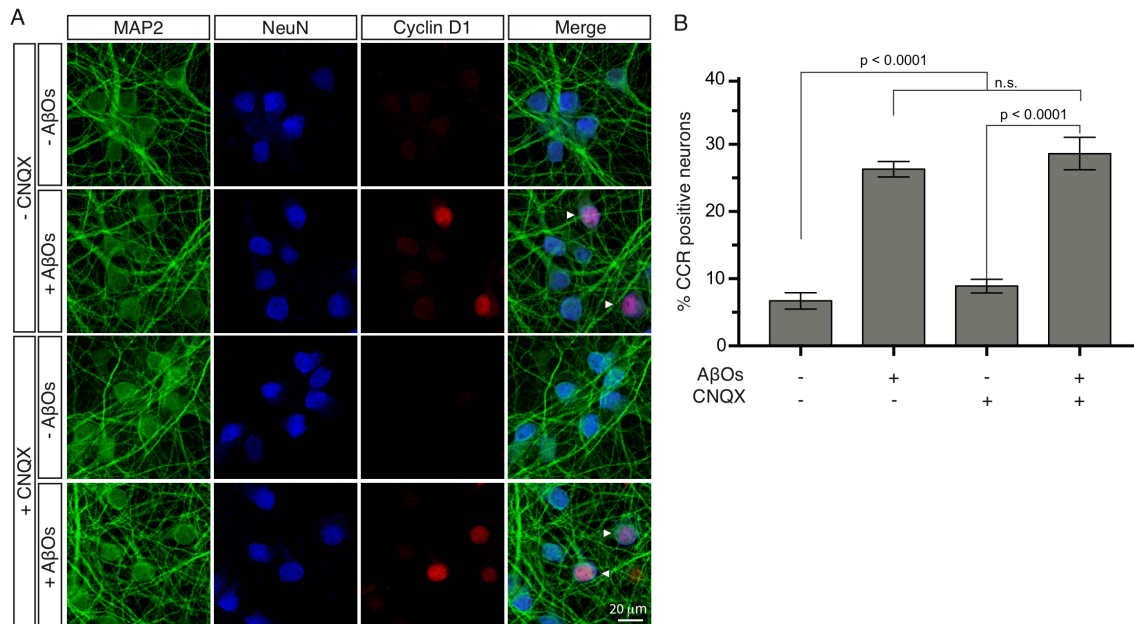 A
MAP2 NeuN Cyclin D1 Merge
- CNQX
- AβOs
+ AβOs
+ CNQX
- AβOs
+ AβOs
20 μm
B
% CCR positive neurons
40
30
20
10
0
p < 0.0001
n.s.
p < 0.0001
AβOs - + - +
CNQX - - + +